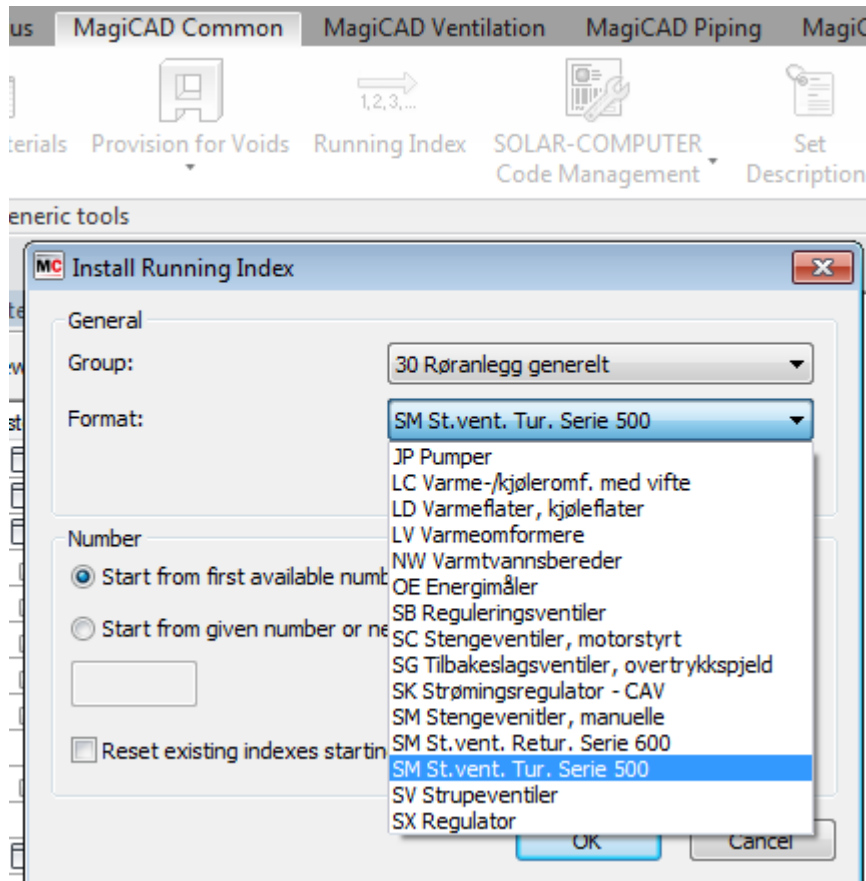 us MagiCAD Common MagiCAD Ventilation MagiCAD Piping Magi
1,2,3,...
terials Provision for Voids Running Index SOLAR-COMPUTER Set
Code Management Description
eneric tools
MC Install Running Index
General
Group: 30 Røranlegg generelt
Format: SM St.vent. Tur. Serie 500
JP Pumper
LC Varme-/kjøleromf. med vifte
LD Varmeflater, kjøleflater
LV Varmeomformere
Number
NW Varmtvannsbereder
Start from first available numb
OE Energimåler
SB Reguleringsventiler
Start from given number or ne
SC Stengeventiler, motorstyrt
SG Tilbakeslagsventiler, overtrykkspjeld
SK Strømingsregulator - CAV
SM Stengevenitler, manuelle
Reset existing indexes startin
SM St.vent. Retur. Serie 600
SM St.vent. Tur. Serie 500
SV Strupeventiler
SX Regulator
OK Cancel